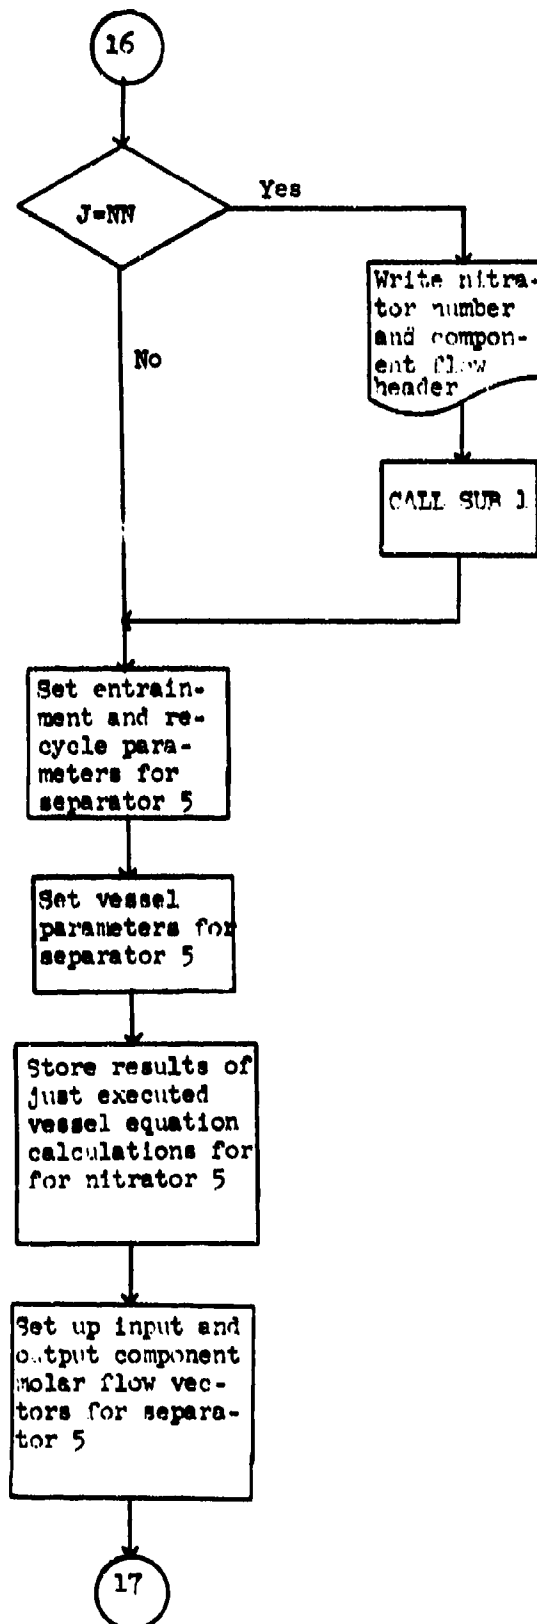 16
J=NN
Yes
Write nitra-
tor number
and compon-
ent flow
header
No
CALL SUB 1
Set entrain-
ment and re-
cycle para-
meters for
separator 5
Set vessel
parameters for
separator 5
Store results of
just executed
vessel equation
calculations for
for nitrator 5
Set up input and
output component
molar flow vec-
tors for separa-
tor 5
17